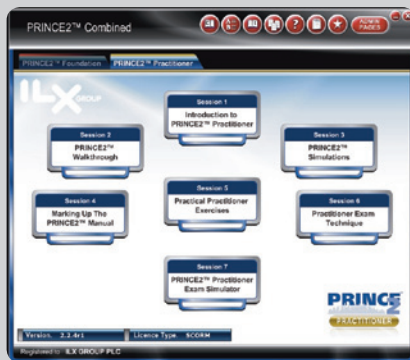 PRINCE2™ Combined
ADMIN
PAGES
PRINCE2™ Foundation
PRINCE2™ Practitioner
ILX GROUP
Session 1
Introduction to
PRINCE2™ Practitioner
Session 2
PRINCE2™
Walkthrough
Session 3
PRINCE2™
Simulations
Session 4
Marking Up The
PRINCE2™ Manual
Session 5
Practical Practitioner
Exercises
Session 6
Practitioner Exam
Technique
Session 7
PRINCE2™ Practitioner
Exam Simulator
PRINCE2
PRACTITIONER
Version. 2.2.4r1
Licence Type. SCORM
Registered to: ILX GROUP PLC